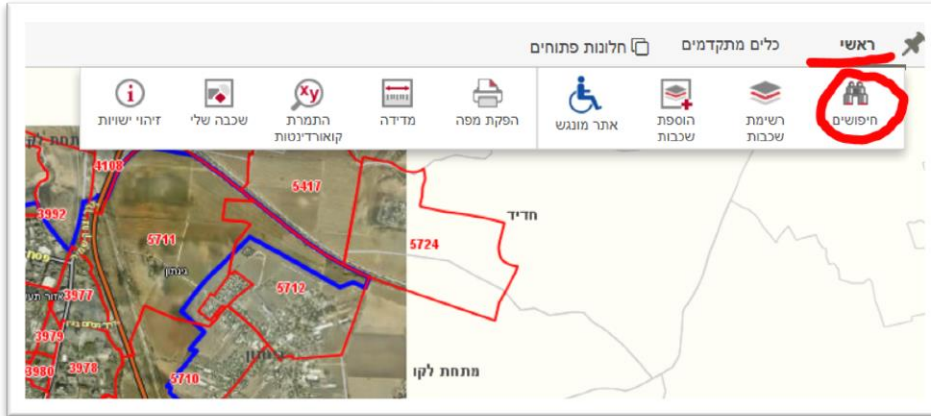 ראשי
כלים מתקדמים
חלונות פתוחים
חיפושים
רשימת
שכבות
הוספת
שכבות
אתר מונגש
הפקת מפה
מדידה
xy
התמרת
קואורדינטות
שכבה שלי
i
זיהוי ישויות
4108
5417
3992
חדיד
5711
5724
5712
3977
3979
3980
3978
5710
מתחת לקו